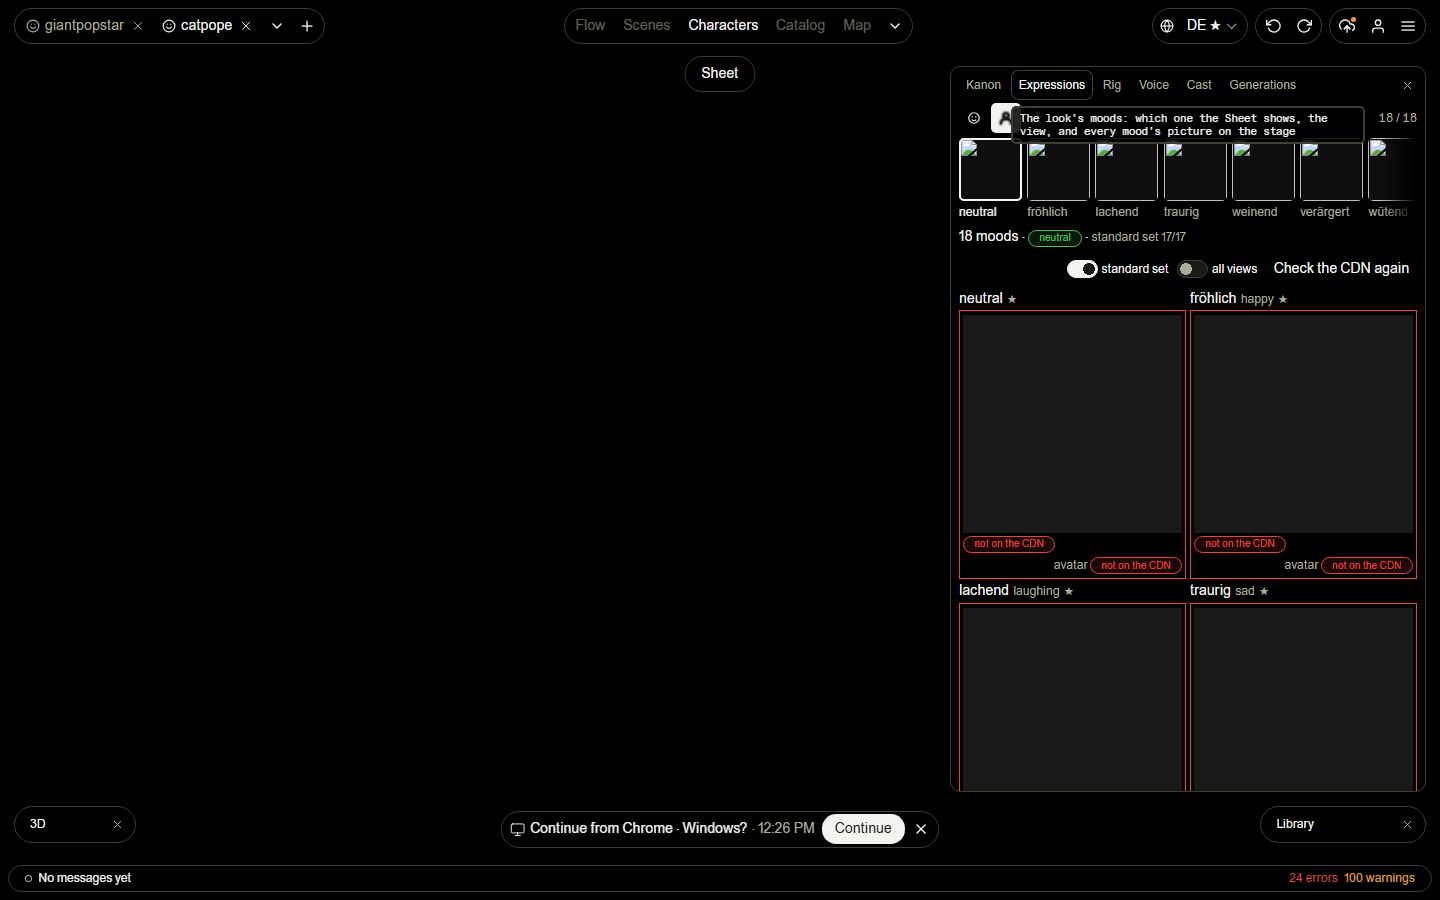 giantpopstar
catpope
Flow Scenes Characters Catalog Map
DE ★
Sheet
Kanon Expressions Rig Voice Cast Generations
18 / 18
The look's moods: which one the Sheet shows, the
view, and every mood's picture on the stage
neutral fröhlich lachend traurig weinend verärgert wütend
18 moods - neutral - standard set 17/17
standard set all views Check the CDN again
neutral ★
fröhlich happy ★
not on the CDN
avatar not on the CDN
not on the CDN
avatar not on the CDN
lachend laughing ★
traurig sad ★
3D
Continue from Chrome - Windows? · 12:26 PM Continue
Library
No messages yet
24 errors 100 warnings